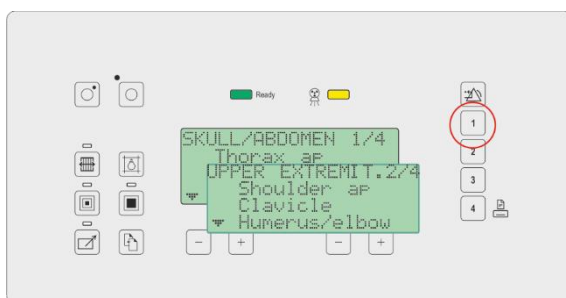 Ready
SKULL/ABDOMEN 1/4
Thorax ap
UPPER EXTREMIT.2/4
Shoulder ap
Clavicle
Humerus/elbow
1
2
3
4
- +
- +